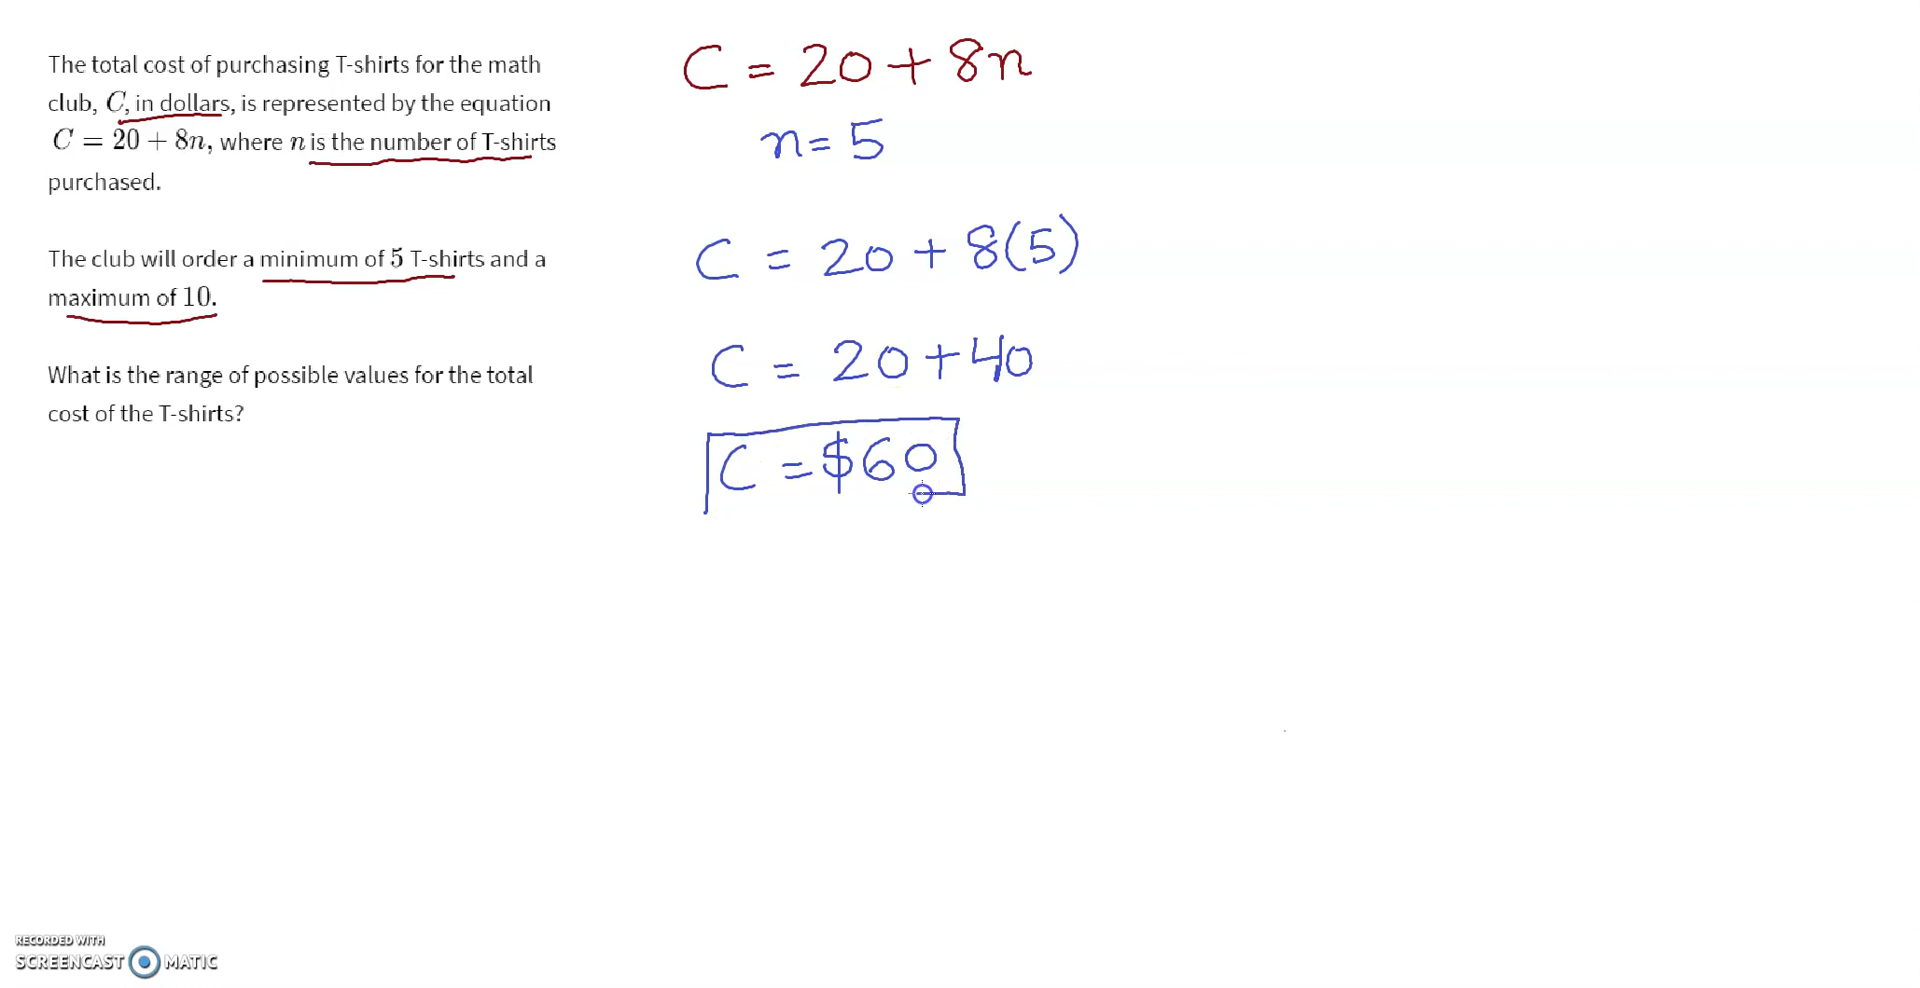 The total cost of purchasing T-shirts for the math
club, C, in dollars, is represented by the equation
C = 20 + 8n, where n is the number of T-shirts
purchased.
The club will order a minimum of 5 T-shirts and a
maximum of 10.
What is the range of possible values for the total
cost of the T-shirts?
C = 20 + 8n
n = 5
C = 20 + 8(5)
C = 20 + 40
C = $60
RECORDED WITH
SCREENCAST MATIC